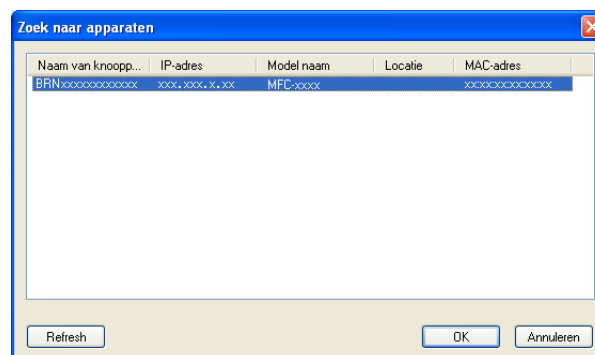 Zoek naar apparaten
Naam van knoopp... IP-adres Model naam Locatie MAC-adres
BRNxxxxxxxxxxxx xxx.xxx.x.xx MFC-xxxx xxxxxxxxxxxx
Refresh OK Annuleren